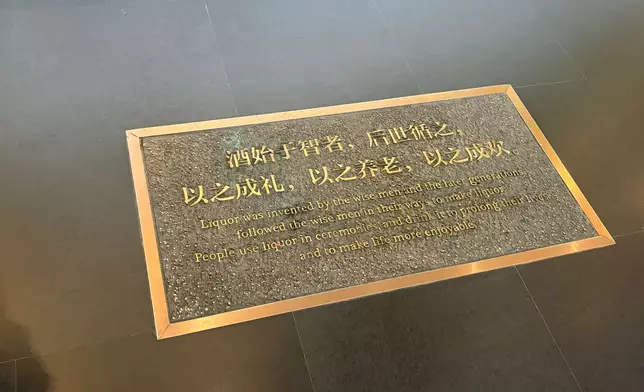 酒始于智者，后世循之，
以之成礼，以之养老，以之成欢
Liquor was invented by the wise men and the late generation
followed the wise men in their ways to make liquor
People use liquor in ceremonies, and drink it to prolong their lives
and to make life more enjoyable.